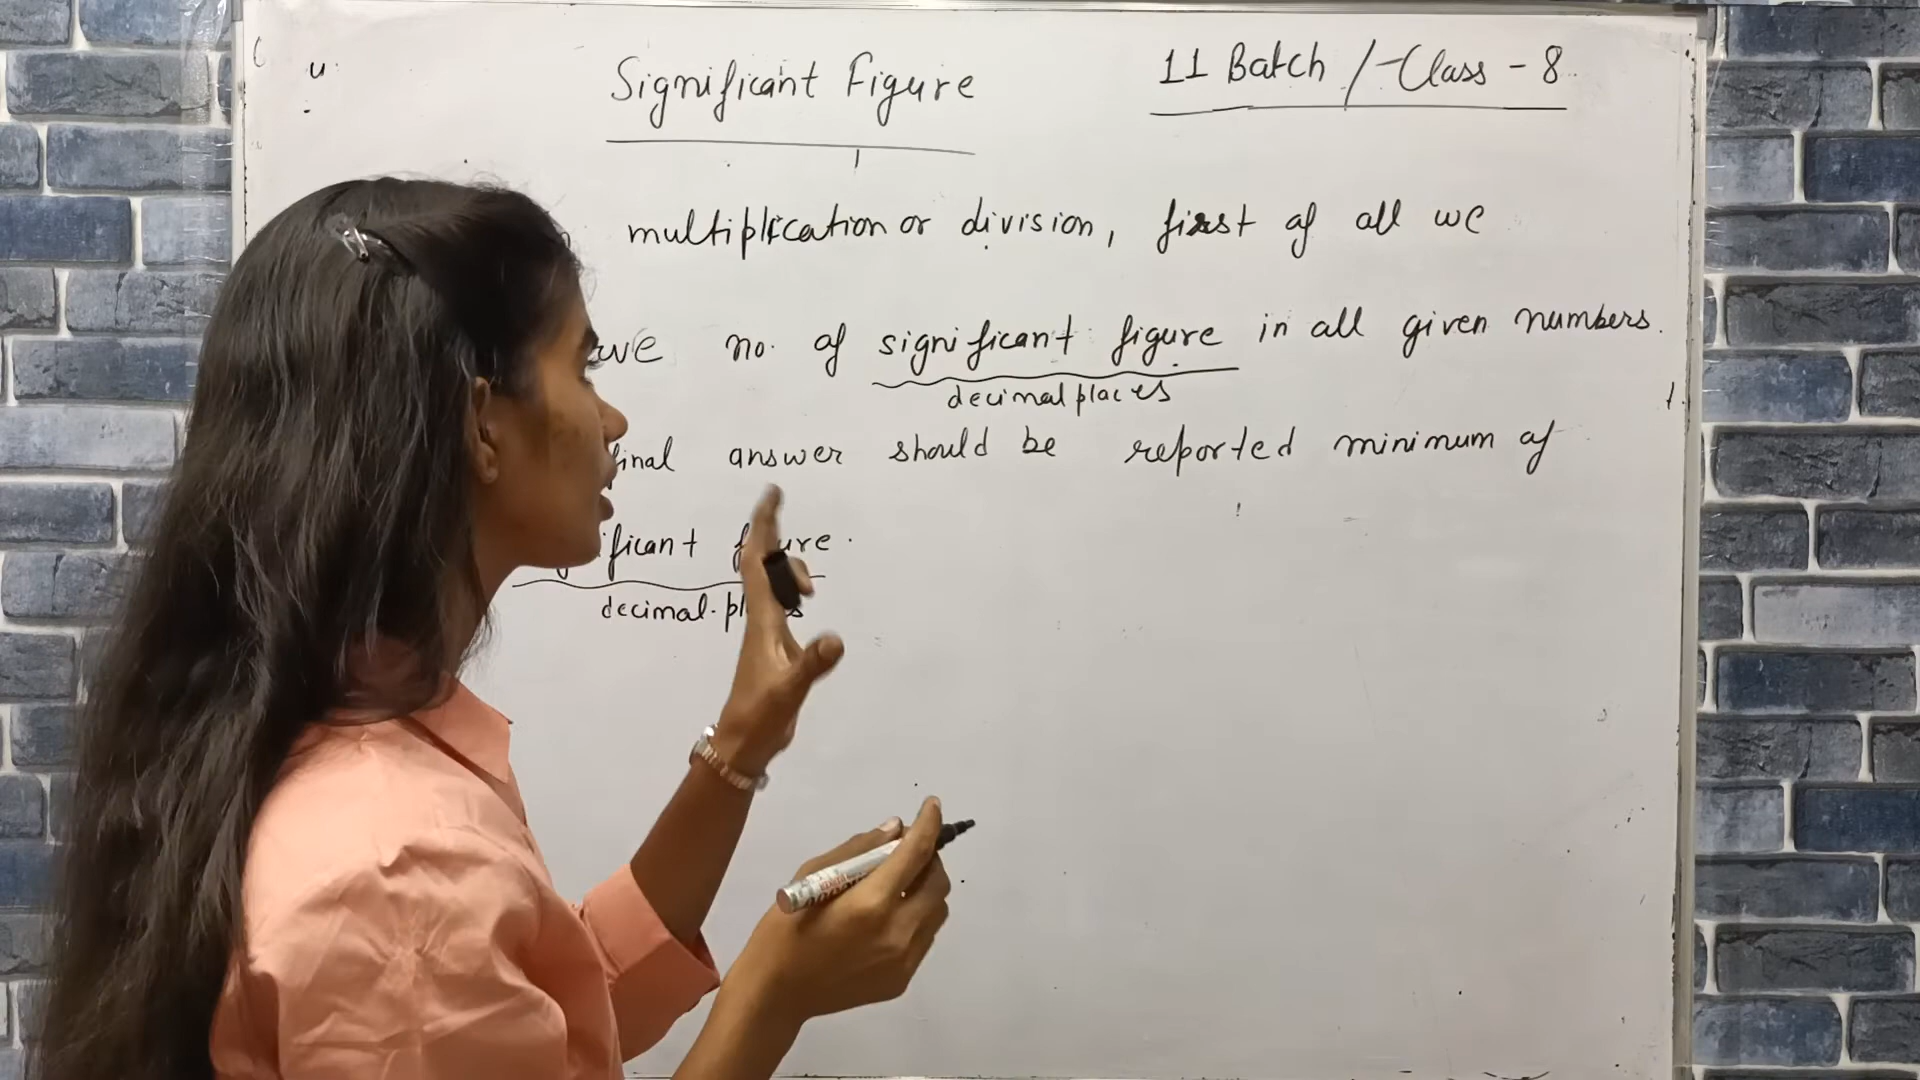 u.
Significant Figure
11 Batch / Class - 8
multiplication or division, first of all we
no. of significant figure in all given numbers.
decimal places
final answer should be reported minimum of
figure.
decimal.